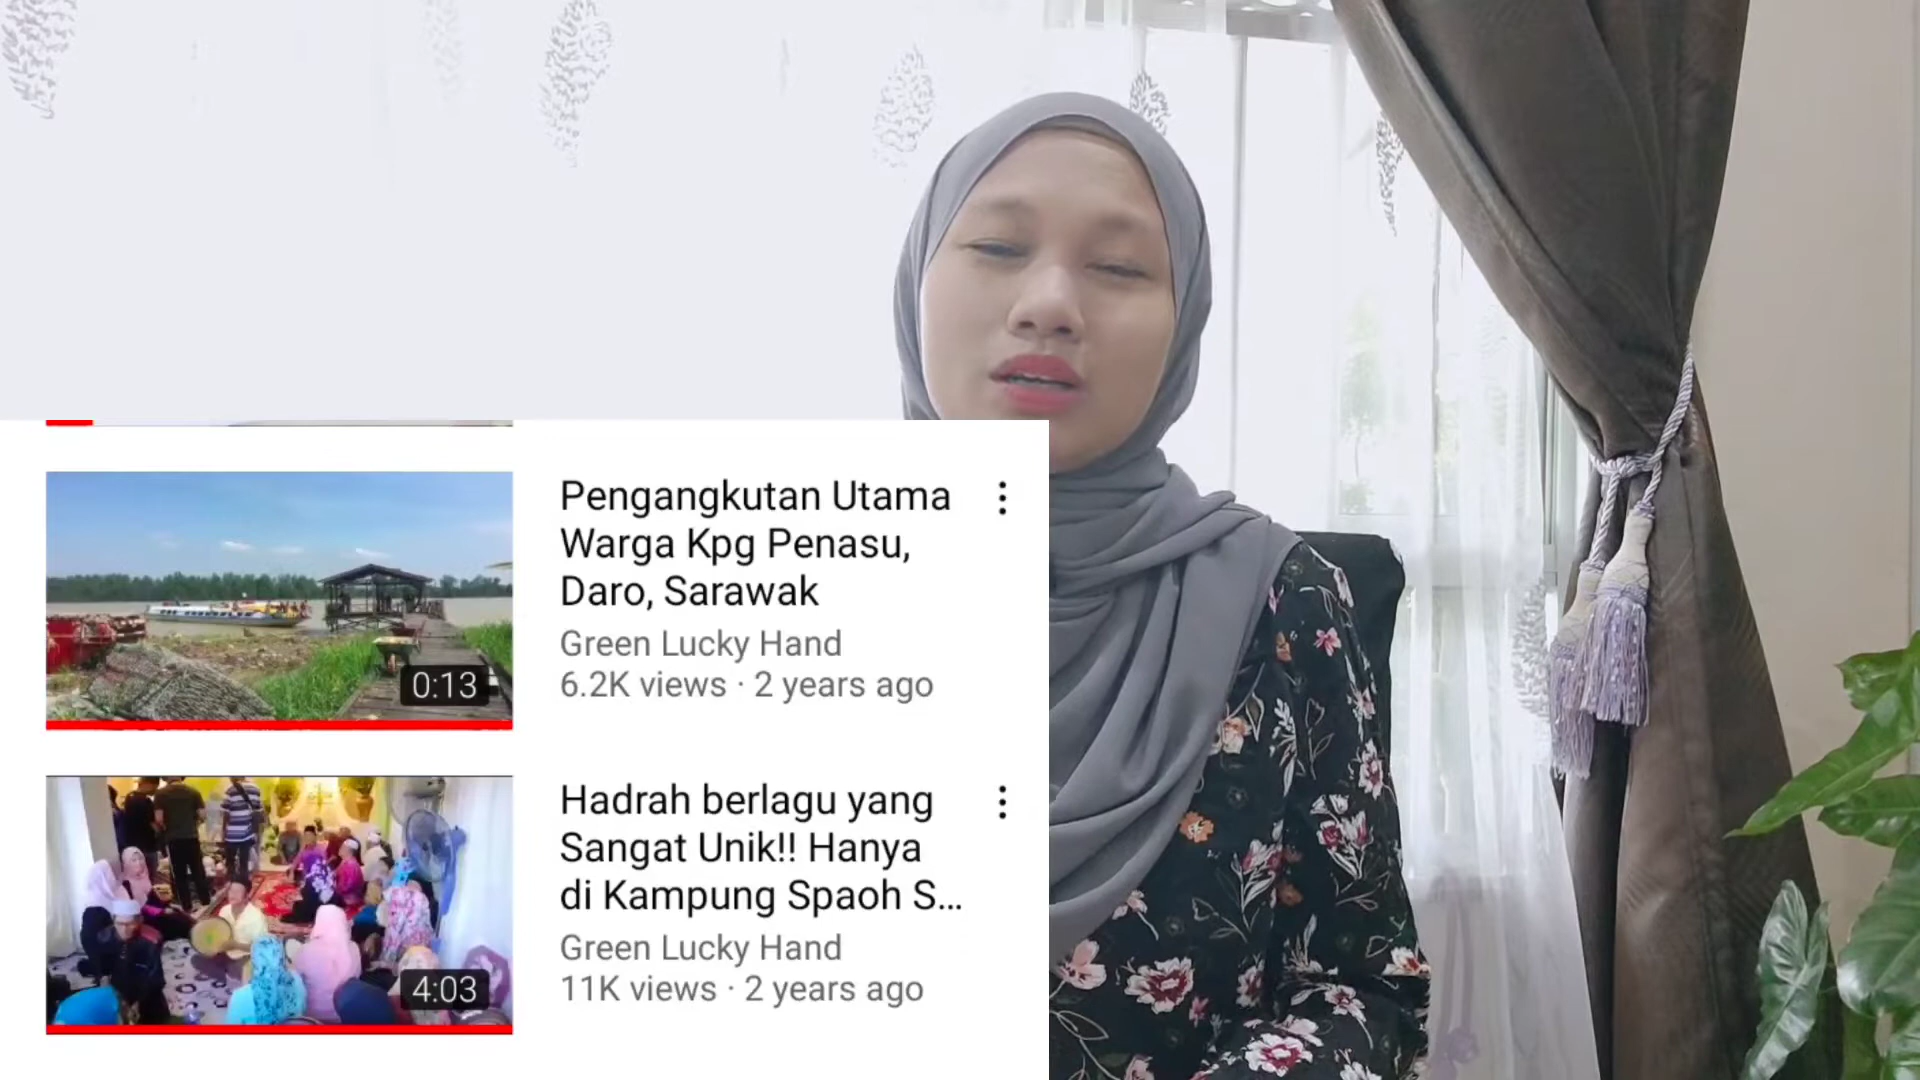 Pengangkutan Utama
Warga Kpg Penasu,
Daro, Sarawak
Green Lucky Hand
6.2K views · 2 years ago
0:13
Hadrah berlagu yang
Sangat Unik!! Hanya
di Kampung Spaoh S...
Green Lucky Hand
11K views · 2 years ago
4:03